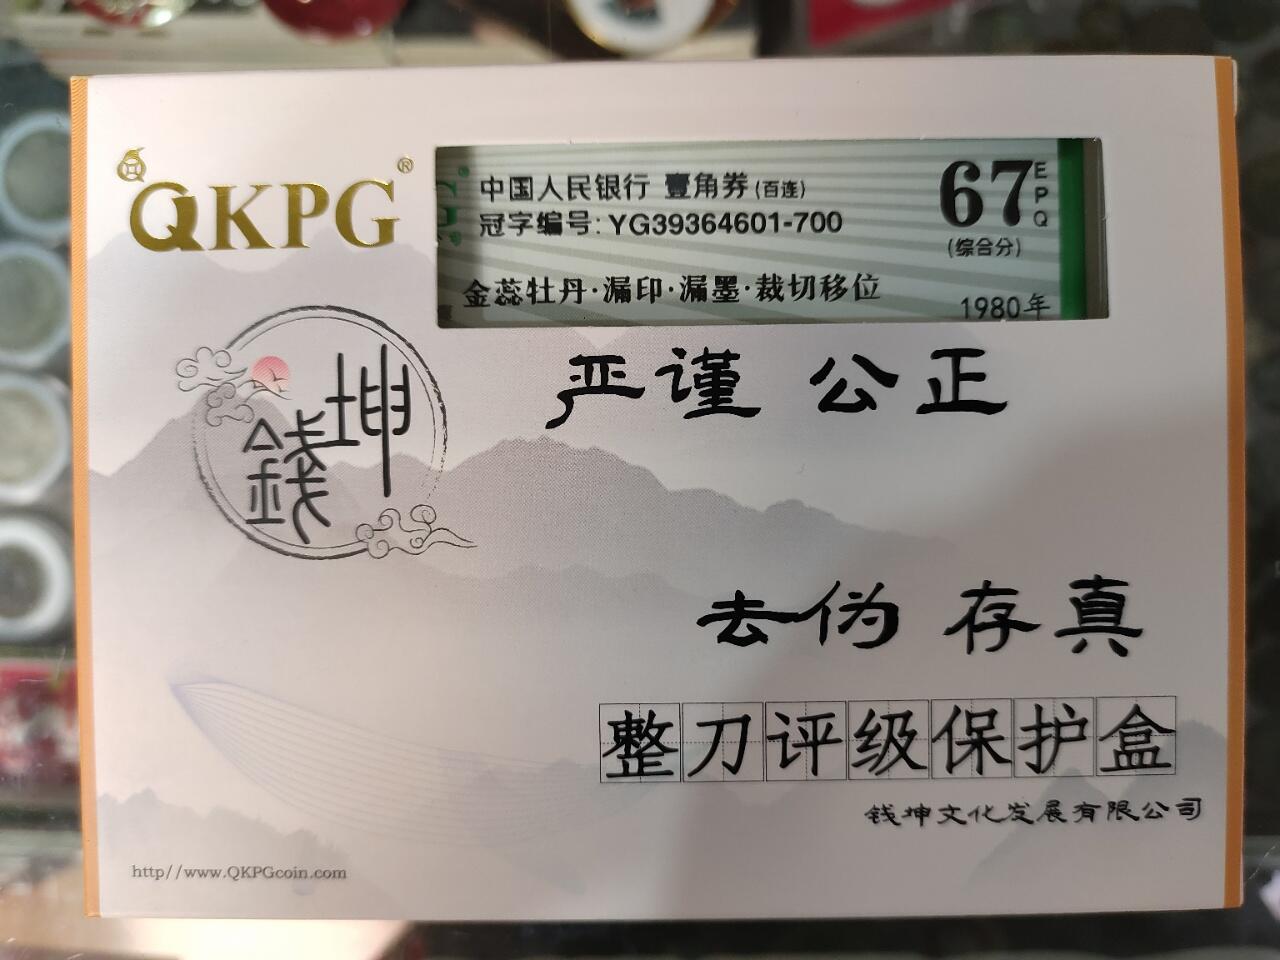 QKPG®
中国人民银行 壹角券(百连)
冠字编号: YG39364601-700
67 EPQ
(综合分)
金蕊牡丹·漏印·漏墨·裁切移位
1980年
钱坤
严谨 公正
去伪 存真
整刀评级保护盒
钱坤文化发展有限公司
http//www.QKPGcoin.com